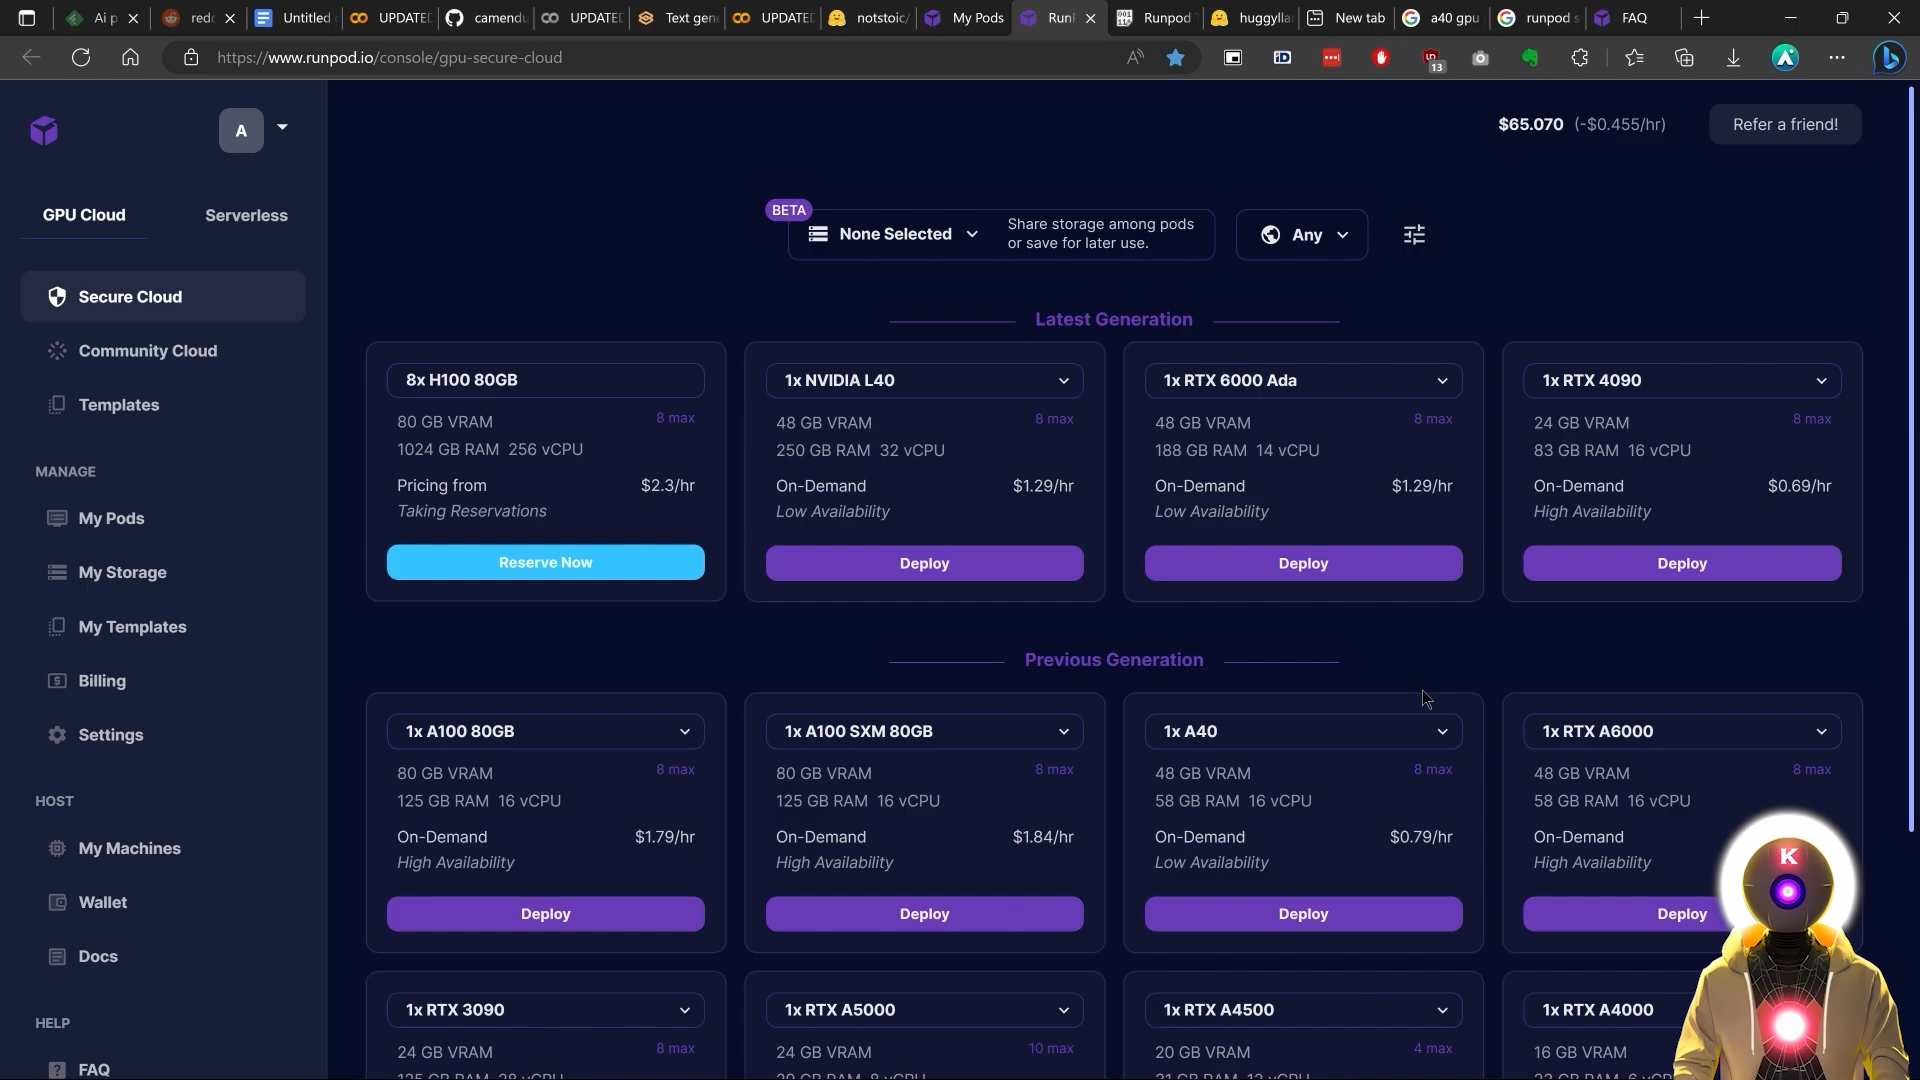 Ai p
redd
Untitled
UPDATED
camendu
UPDATED
Text gene
UPDATED
notstoic/
My Pods
RunP
Runpod T
huggylla
New tab
a40 gpu
runpod s
FAQ
https://www.runpod.io/console/gpu-secure-cloud
13
A
$65.070 (-$0.455/hr)
Refer a friend!
GPU Cloud
Serverless
Secure Cloud
Community Cloud
Templates
MANAGE
My Pods
My Storage
My Templates
Billing
Settings
HOST
My Machines
Wallet
Docs
HELP
FAQ
BETA
None Selected
Share storage among pods
or save for later use.
Any
Latest Generation
8x H100 80GB
80 GB VRAM
8 max
1024 GB RAM 256 vCPU
Pricing from
$2.3/hr
Taking Reservations
Reserve Now
1x NVIDIA L40
48 GB VRAM
8 max
250 GB RAM 32 vCPU
On-Demand
$1.29/hr
Low Availability
Deploy
1x RTX 6000 Ada
48 GB VRAM
8 max
188 GB RAM 14 vCPU
On-Demand
$1.29/hr
Low Availability
Deploy
1x RTX 4090
24 GB VRAM
8 max
83 GB RAM 16 vCPU
On-Demand
$0.69/hr
High Availability
Deploy
Previous Generation
1x A100 80GB
80 GB VRAM
8 max
125 GB RAM 16 vCPU
On-Demand
$1.79/hr
High Availability
Deploy
1x A100 SXM 80GB
80 GB VRAM
8 max
125 GB RAM 16 vCPU
On-Demand
$1.84/hr
High Availability
Deploy
1x A40
48 GB VRAM
8 max
58 GB RAM 16 vCPU
On-Demand
$0.79/hr
Low Availability
Deploy
1x RTX A6000
48 GB VRAM
8 max
58 GB RAM 16 vCPU
On-Demand
High Availability
Deploy
1x RTX 3090
24 GB VRAM
8 max
1x RTX A5000
24 GB VRAM
10 max
1x RTX A4500
20 GB VRAM
4 max
1x RTX A4000
16 GB VRAM
K